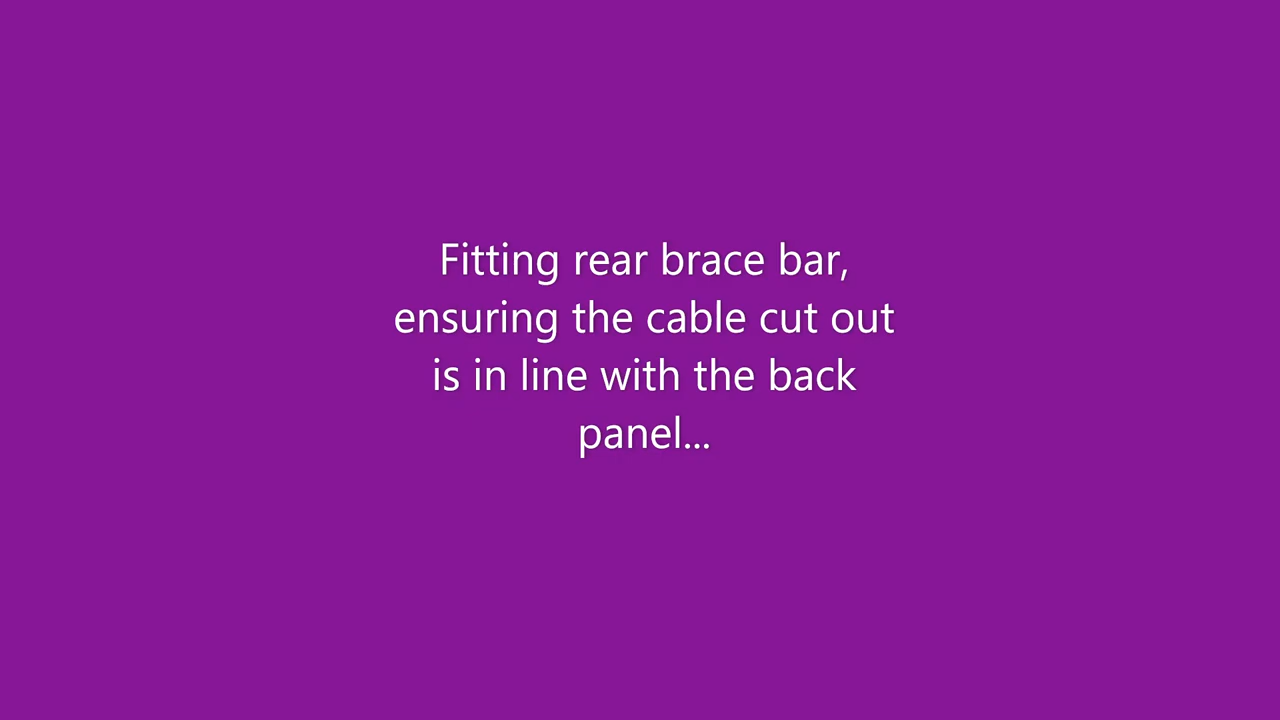 Fitting rear brace bar,
ensuring the cable cut out
is in line with the back
panel...